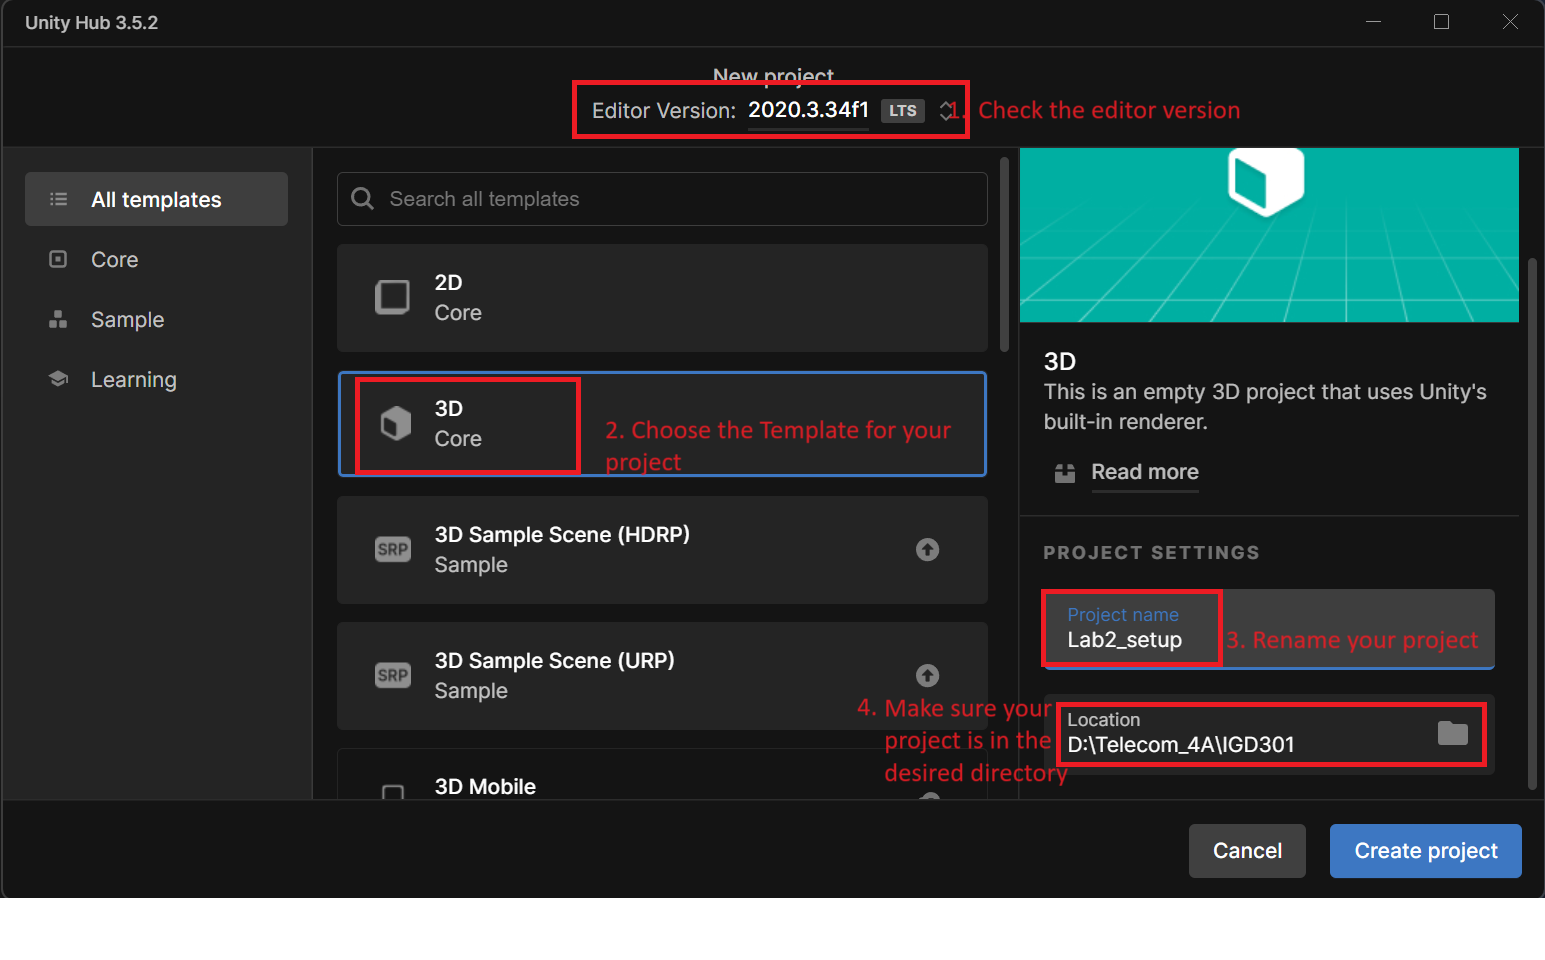 Unity Hub 3.5.2
New project
Editor Version: 2020.3.34f1 LTS
1. Check the editor version
All templates
Core
Sample
Learning
Search all templates
2D
Core
3D
Core
2. Choose the Template for your
project
SRP
3D Sample Scene (HDRP)
Sample
SRP
3D Sample Scene (URP)
Sample
3D Mobile
3D
This is an empty 3D project that uses Unity's
built-in renderer.
Read more
PROJECT SETTINGS
Project name
Lab2_setup
3. Rename your project
4. Make sure your
project is in the
desired directory
Location
D:\Telecom_4A\IGD301
Cancel
Create project